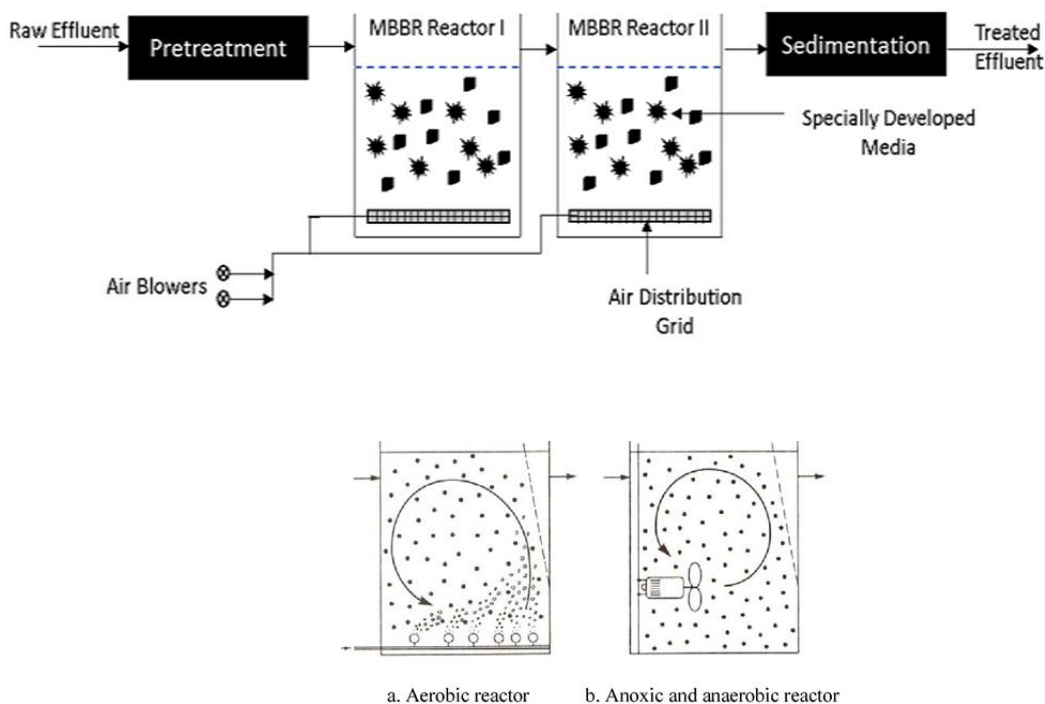 Raw Effluent
Pretreatment
MBBR Reactor I
MBBR Reactor II
Sedimentation
Treated
Effluent
Specially Developed
Media
Air Blowers
Air Distribution
Grid
a. Aerobic reactor
b. Anoxic and anaerobic reactor